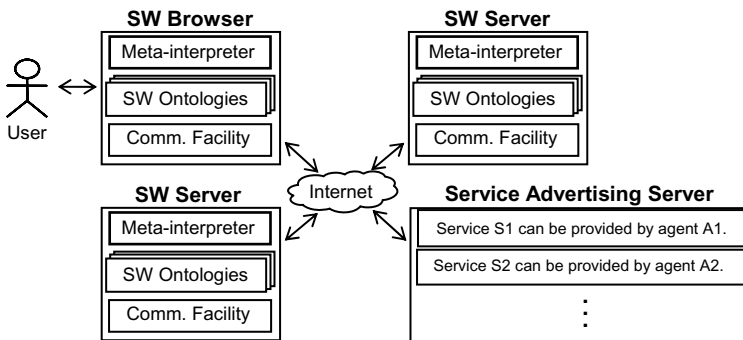 SW Browser
Meta-interpreter
SW Ontologies
Comm. Facility
User
SW Server
Meta-interpreter
SW Ontologies
Comm. Facility
Internet
SW Server
Meta-interpreter
SW Ontologies
Comm. Facility
Service Advertising Server
Service S1 can be provided by agent A1.
Service S2 can be provided by agent A2.